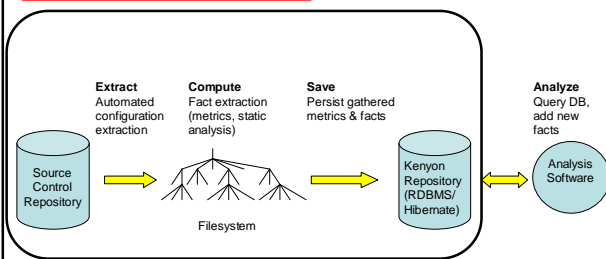 Extract
Automated
configuration
extraction
Compute
Fact extraction
(metrics, static
analysis)
Save
Persist gathered
metrics & facts
Analyze
Query DB,
add new
facts
Source
Control
Repository
Filesystem
Kenyon
Repository
(RDBMS/
Hibernate)
Analysis
Software